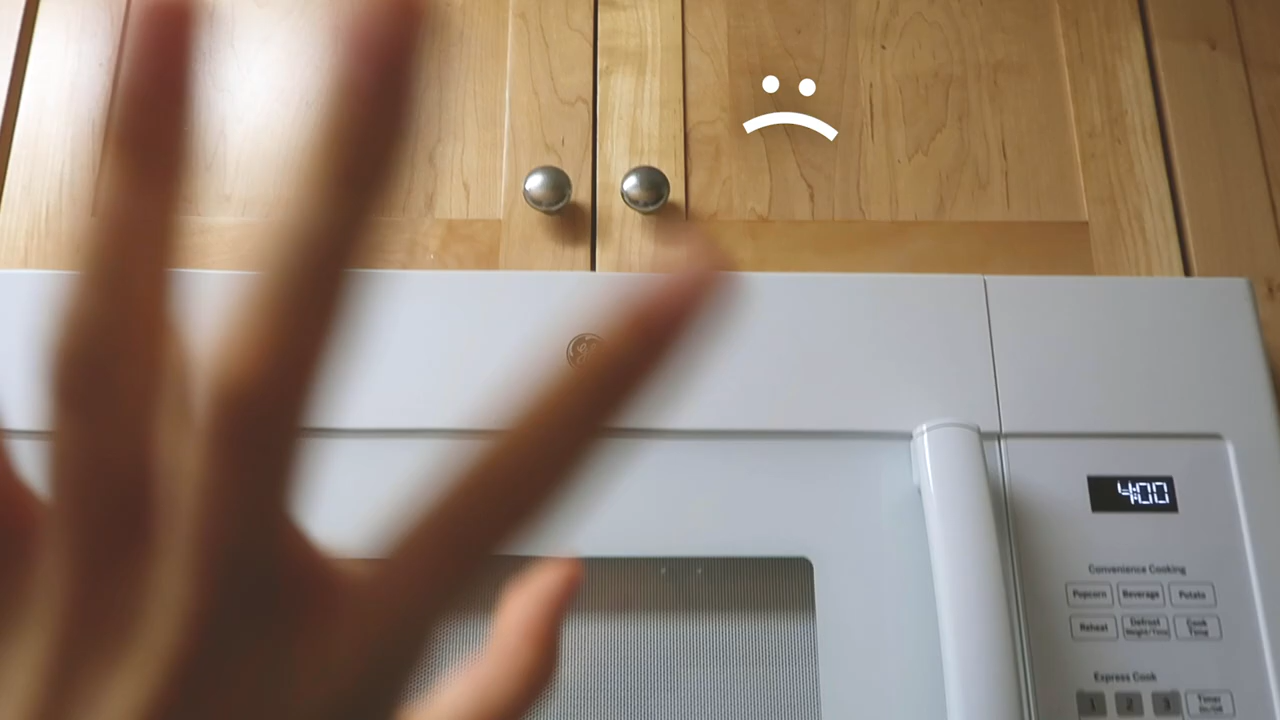 GE
4:00
Convenience Cooking
Popcorn Beverage Potato
Reheat Defrost Cook
Weight/Time Time
Express Cook
1 2 3 Timer
On/Off